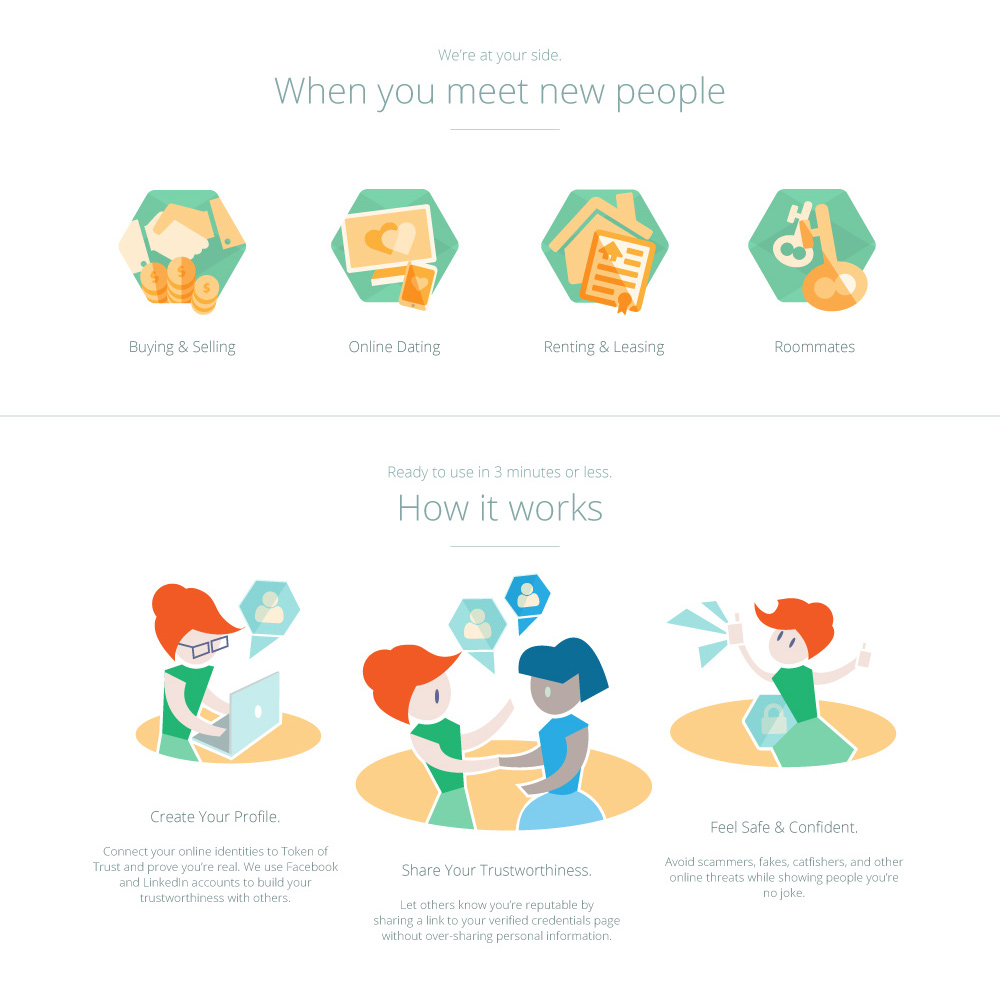 We're at your side.
When you meet new people
Buying & Selling
Online Dating
Renting & Leasing
Roommates
Ready to use in 3 minutes or less.
How it works
Create Your Profile.
Connect your online identities to Token of
Trust and prove you're real. We use Facebook
and LinkedIn accounts to build your
trustworthiness with others.
Share Your Trustworthiness.
Let others know you're reputable by
sharing a link to your verified credentials page
without over-sharing personal information.
Feel Safe & Confident.
Avoid scammers, fakes, catfishers, and other
online threats while showing people you're
no joke.